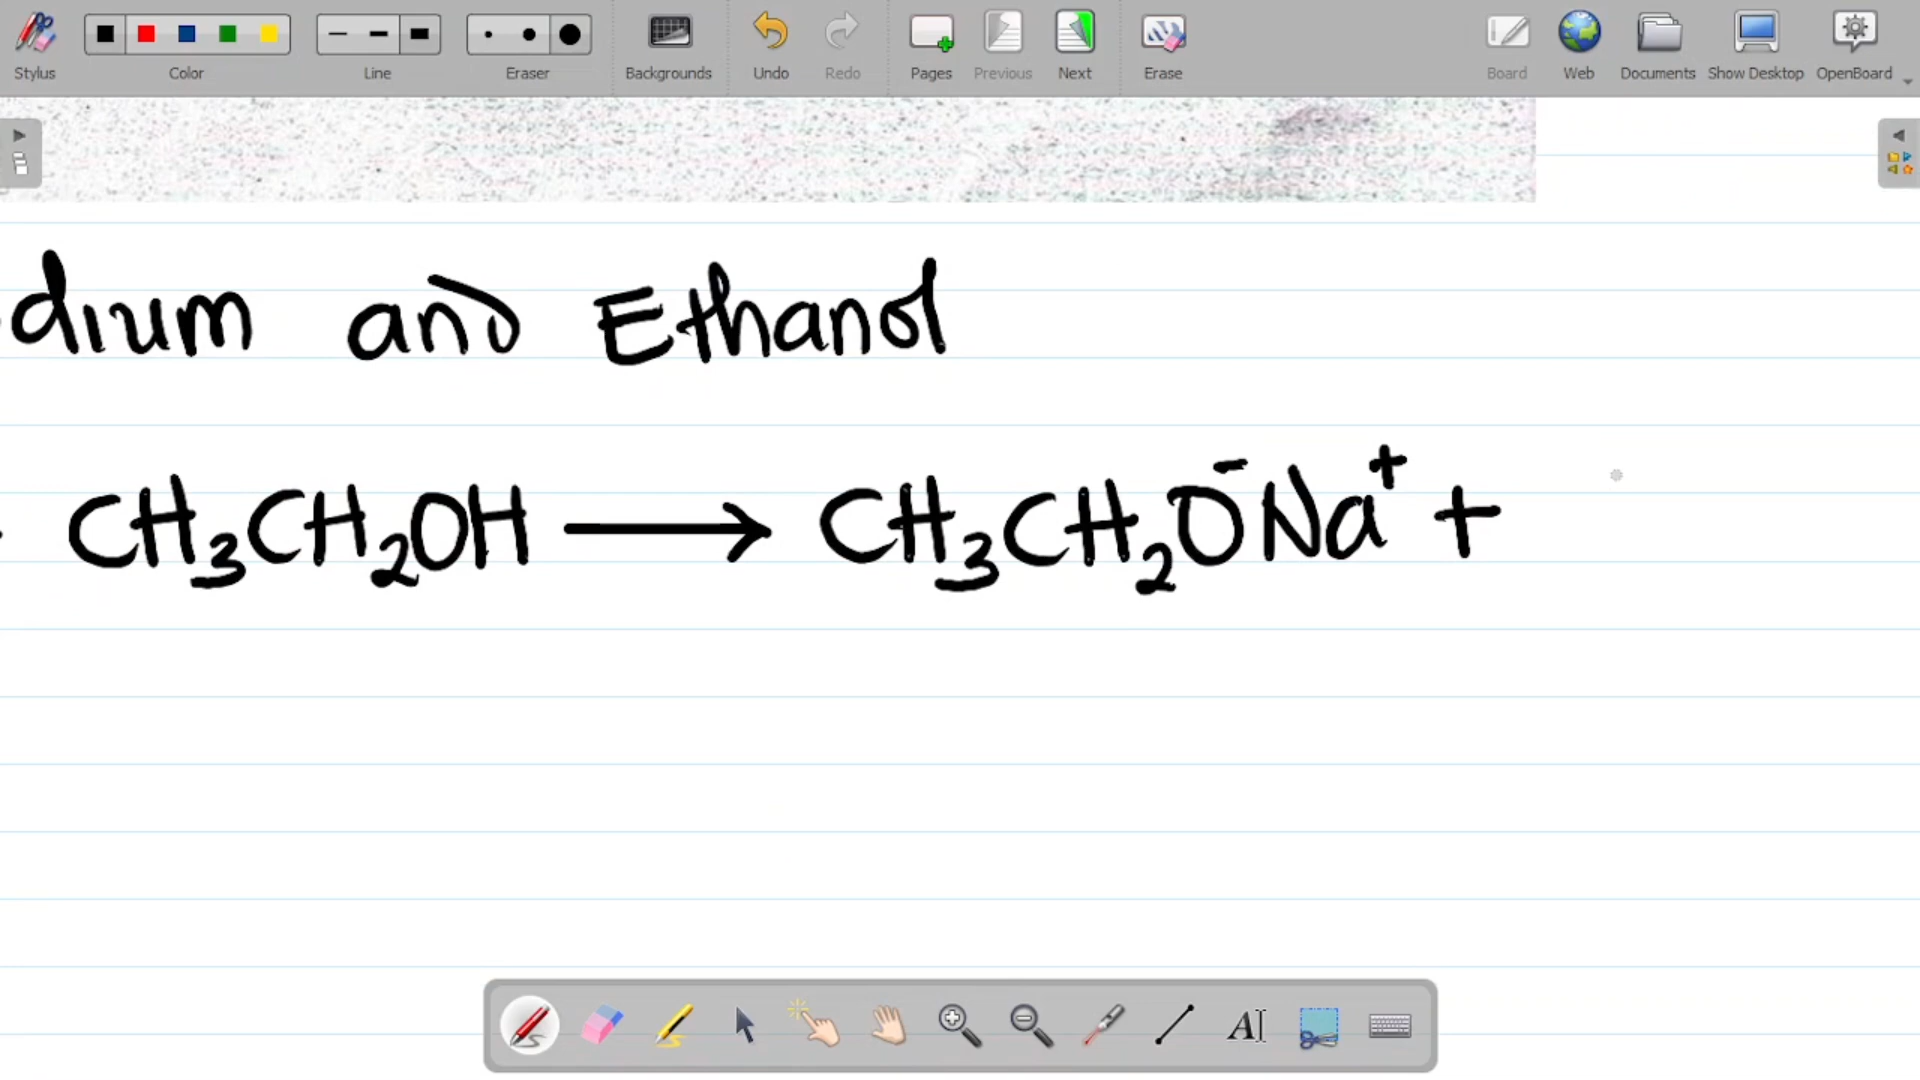 Stylus Color Line Eraser Backgrounds Undo Redo Pages Previous Next Erase Board Web Documents Show Desktop OpenBoard
dium and Ethanol
CH₃CH₂OH ⟶ CH₃CH₂O⁻Na⁺ +